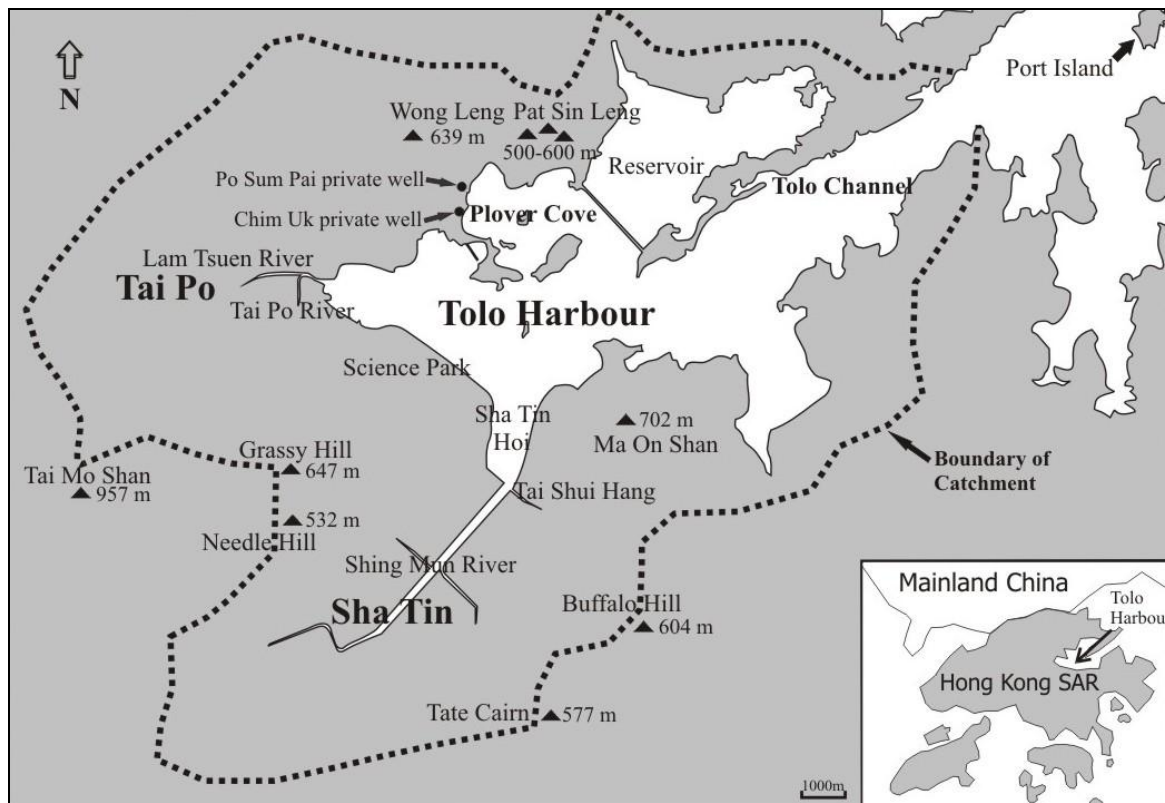 N
Port Island
Wong Leng
639 m
Pat Sin Leng
500-600 m
Reservoir
Po Sum Pai private well
Chim Uk private well
Plover Cove
Tolo Channel
Lam Tsuen River
Tai Po
Tai Po River
Tolo Harbour
Science Park
Sha Tin
Hoi
702 m
Ma On Shan
Boundary of
Catchment
Grassy Hill
647 m
Tai Mo Shan
957 m
Tai Shui Hang
532 m
Needle Hill
Shing Mun River
Sha Tin
Buffalo Hill
604 m
Tate Cairn
577 m
1000m
Mainland China
Tolo
Harbour
Hong Kong SAR